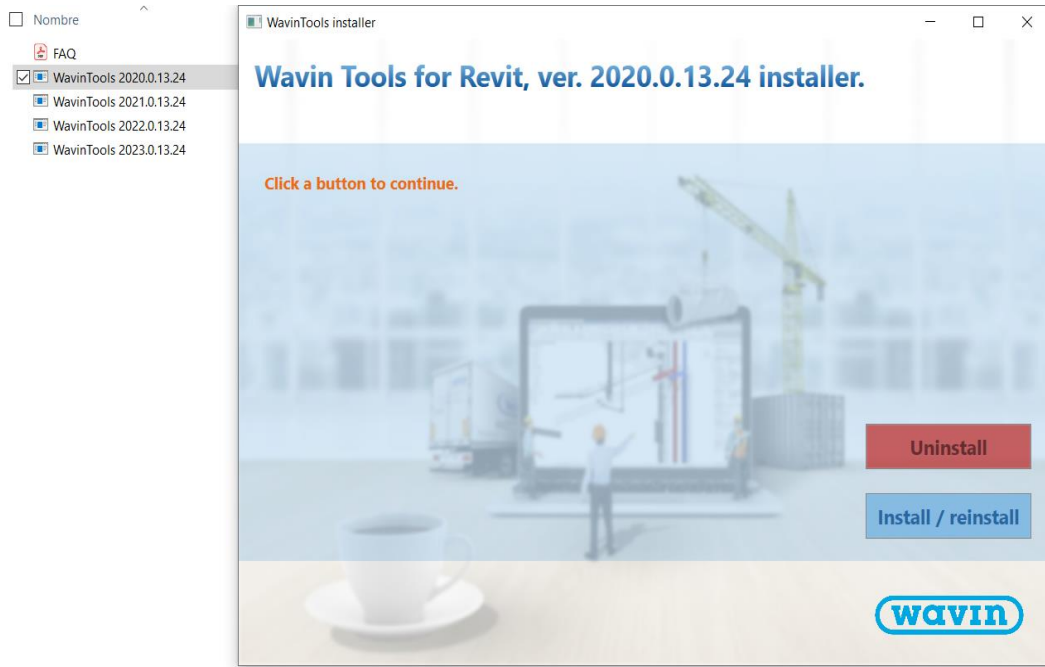 Nombre
FAQ
WavinTools 2020.0.13.24
WavinTools 2021.0.13.24
WavinTools 2022.0.13.24
WavinTools 2023.0.13.24
WavinTools installer
Wavin Tools for Revit, ver. 2020.0.13.24 installer.
Click a button to continue.
Uninstall
Install / reinstall
wavin